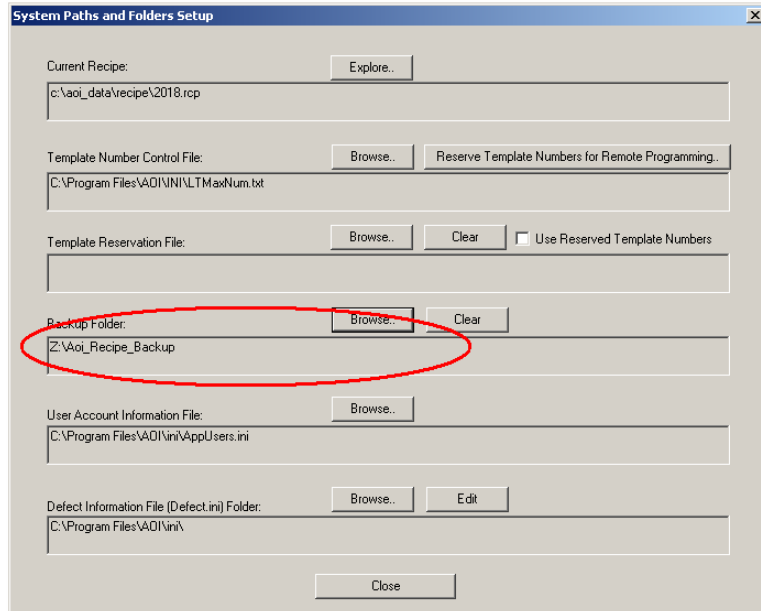 System Paths and Folders Setup
Current Recipe:
Explore..
c:\aoi_data\recipe\2018.rcp
Template Number Control File:
Browse..
Reserve Template Numbers for Remote Programming..
C:\Program Files\AOI\INI\LTMaxNum.txt
Template Reservation File:
Browse..
Clear
Use Reserved Template Numbers
Backup Folder:
Browse..
Clear
Z:\Aoi_Recipe_Backup
User Account Information File:
Browse..
C:\Program Files\AOI\ini\AppUsers.ini
Defect Information File (Defect.ini) Folder:
Browse..
Edit
C:\Program Files\AOI\ini\
Close